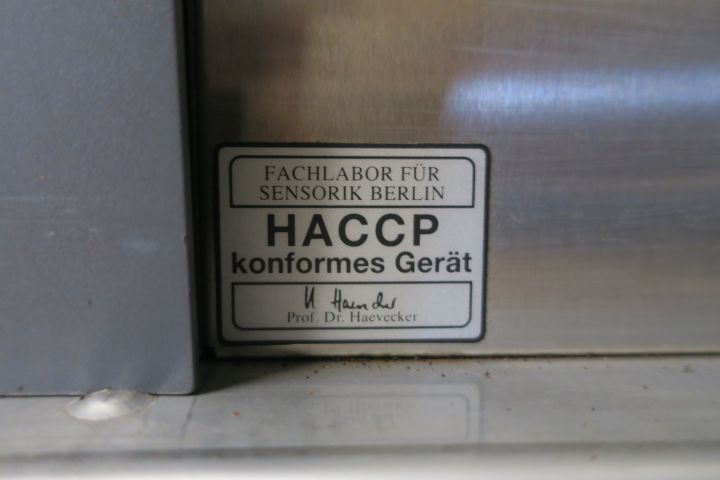 FACHLABOR FÜR
SENSORIK BERLIN
HACCP
konformes Gerät
Prof. Dr. Haevecker